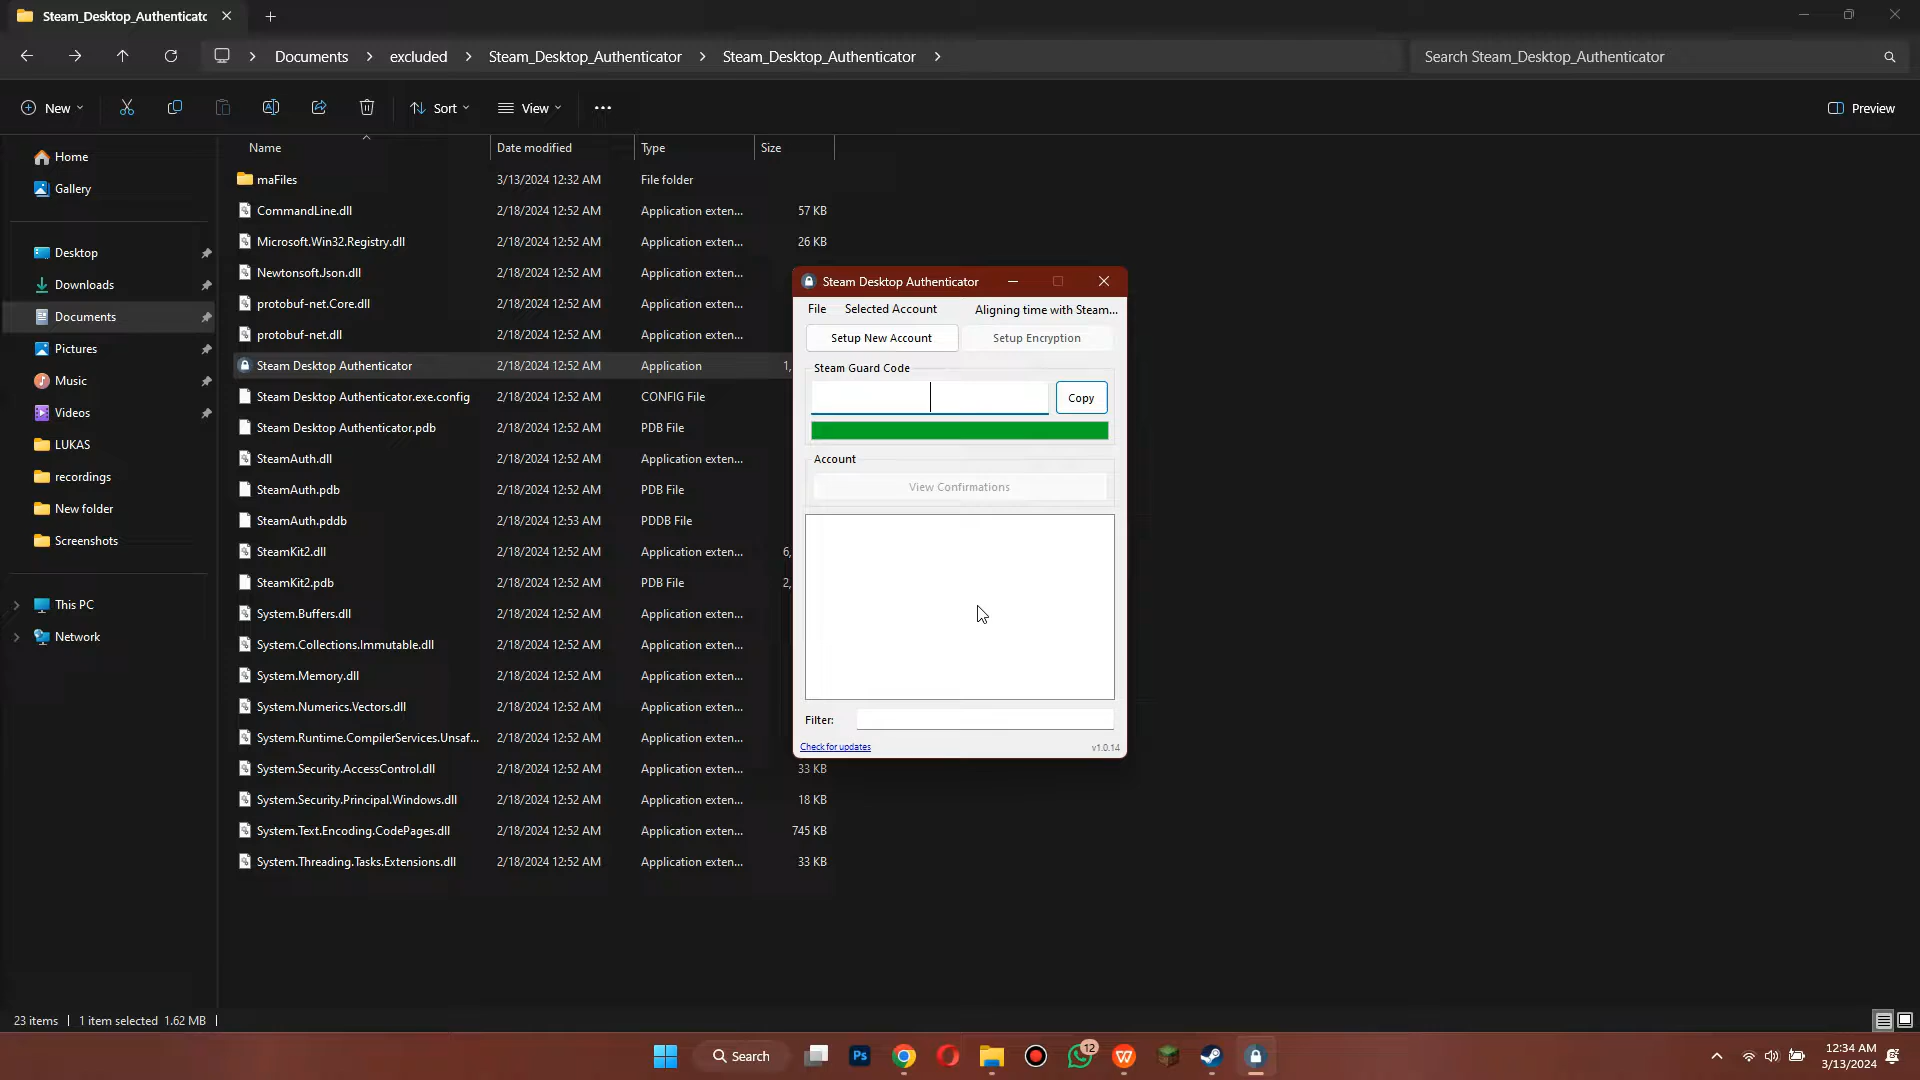 Steam_Desktop_Authenticatc
Documents
excluded
Steam_Desktop_Authenticator
Steam_Desktop_Authenticator
Search Steam_Desktop_Authenticator
New
Sort
View
Preview
Name
Date modified
Type
Size
Home
Gallery
Desktop
Downloads
Documents
Pictures
Music
Videos
LUKAS
recordings
New folder
Screenshots
This PC
Network
maFiles 3/13/2024 12:32 AM File folder
CommandLine.dll 2/18/2024 12:52 AM Application exten... 57 KB
Microsoft.Win32.Registry.dll 2/18/2024 12:52 AM Application exten... 26 KB
Newtonsoft.Json.dll 2/18/2024 12:52 AM Application exten...
protobuf-net.Core.dll 2/18/2024 12:52 AM Application exten...
protobuf-net.dll 2/18/2024 12:52 AM Application exten...
Steam Desktop Authenticator 2/18/2024 12:52 AM Application 1,
Steam Desktop Authenticator.exe.config 2/18/2024 12:52 AM CONFIG File
Steam Desktop Authenticator.pdb 2/18/2024 12:52 AM PDB File
SteamAuth.dll 2/18/2024 12:52 AM Application exten...
SteamAuth.pdb 2/18/2024 12:52 AM PDB File
SteamAuth.pddb 2/18/2024 12:53 AM PDDB File
SteamKit2.dll 2/18/2024 12:52 AM Application exten... 6,
SteamKit2.pdb 2/18/2024 12:52 AM PDB File 2,
System.Buffers.dll 2/18/2024 12:52 AM Application exten...
System.Collections.Immutable.dll 2/18/2024 12:52 AM Application exten...
System.Memory.dll 2/18/2024 12:52 AM Application exten...
System.Numerics.Vectors.dll 2/18/2024 12:52 AM Application exten...
System.Runtime.CompilerServices.Unsaf... 2/18/2024 12:52 AM Application exten...
System.Security.AccessControl.dll 2/18/2024 12:52 AM Application exten... 33 KB
System.Security.Principal.Windows.dll 2/18/2024 12:52 AM Application exten... 18 KB
System.Text.Encoding.CodePages.dll 2/18/2024 12:52 AM Application exten... 745 KB
System.Threading.Tasks.Extensions.dll 2/18/2024 12:52 AM Application exten... 33 KB
Steam Desktop Authenticator
File Selected Account Aligning time with Steam...
Setup New Account Setup Encryption
Steam Guard Code
Copy
Account
View Confirmations
Filter:
Check for updates v1.0.14
23 items 1 item selected 1.62 MB
Search
Ps
12
W
12:34 AM
3/13/2024